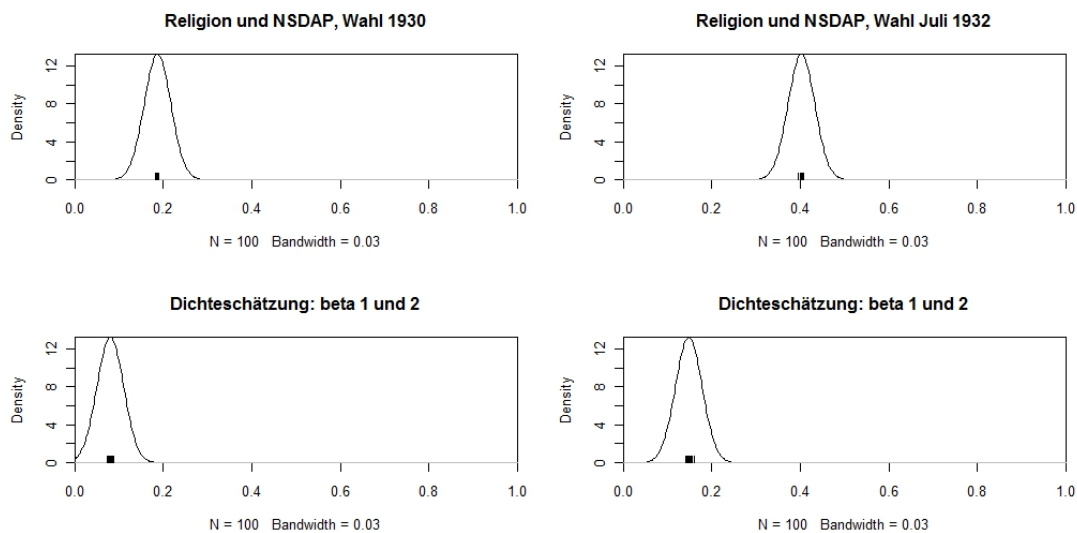 Religion und NSDAP, Wahl 1930
Density
12
8
4
0
0.0 0.2 0.4 0.6 0.8 1.0
N = 100 Bandwidth = 0.03
Religion und NSDAP, Wahl Juli 1932
Density
12
8
4
0
0.0 0.2 0.4 0.6 0.8 1.0
N = 100 Bandwidth = 0.03
Dichteschätzung: beta 1 und 2
Density
12
8
4
0
0.0 0.2 0.4 0.6 0.8 1.0
N = 100 Bandwidth = 0.03
Dichteschätzung: beta 1 und 2
Density
12
8
4
0
0.0 0.2 0.4 0.6 0.8 1.0
N = 100 Bandwidth = 0.03